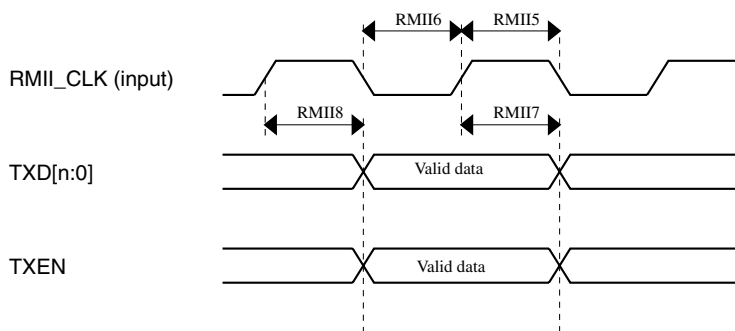 RMII6 RMII5
RMII_CLK (input)
RMII8 RMII7
TXD[n:0] Valid data
TXEN Valid data